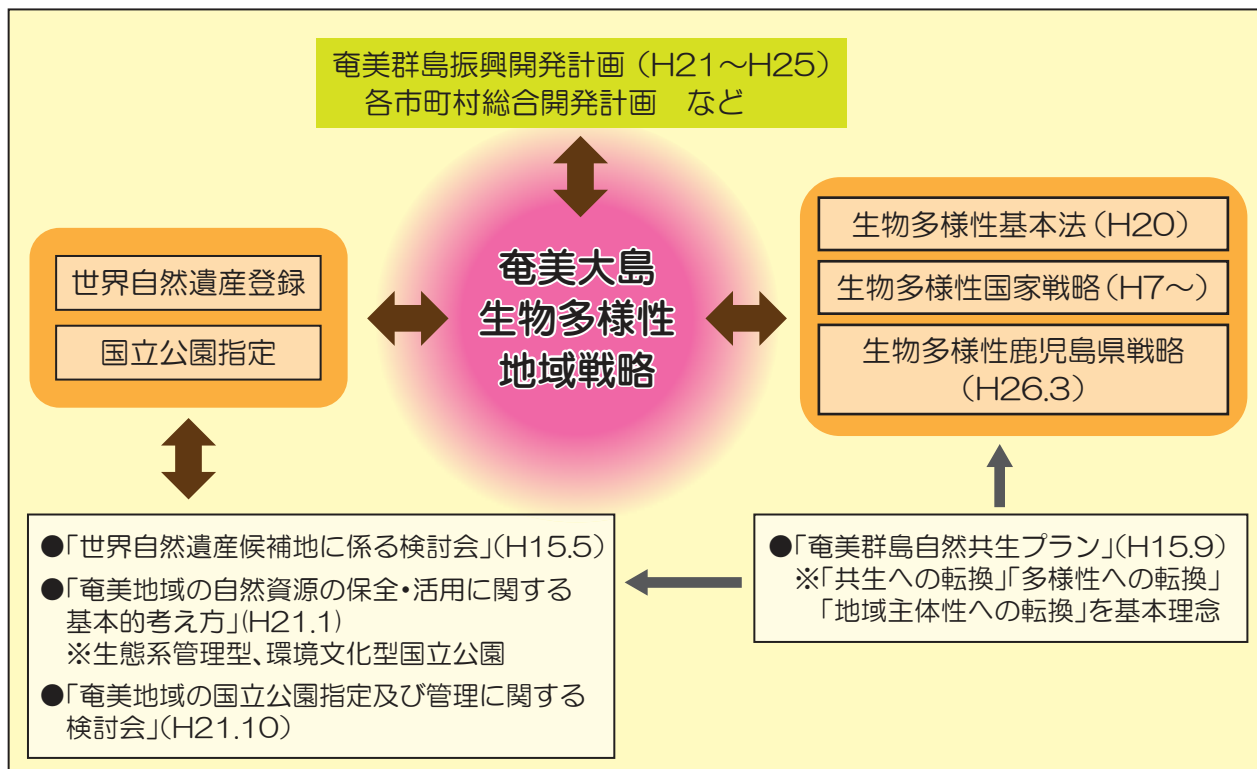 奄美群島振興開発計画（H21～H25）
各市町村総合開発計画　など
世界自然遺産登録
国立公園指定
奄美大島
生物多様性
地域戦略
生物多様性基本法（H20）
生物多様性国家戦略（H7～）
生物多様性鹿児島県戦略
（H26.3）
●「世界自然遺産候補地に係る検討会」（H15.5）
●「奄美地域の自然資源の保全・活用に関する
基本的考え方」（H21.1）
※生態系管理型、環境文化型国立公園
●「奄美地域の国立公園指定及び管理に関する
検討会」（H21.10）
●「奄美群島自然共生プラン」（H15.9）
※「共生への転換」「多様性への転換」
「地域主体性への転換」を基本理念